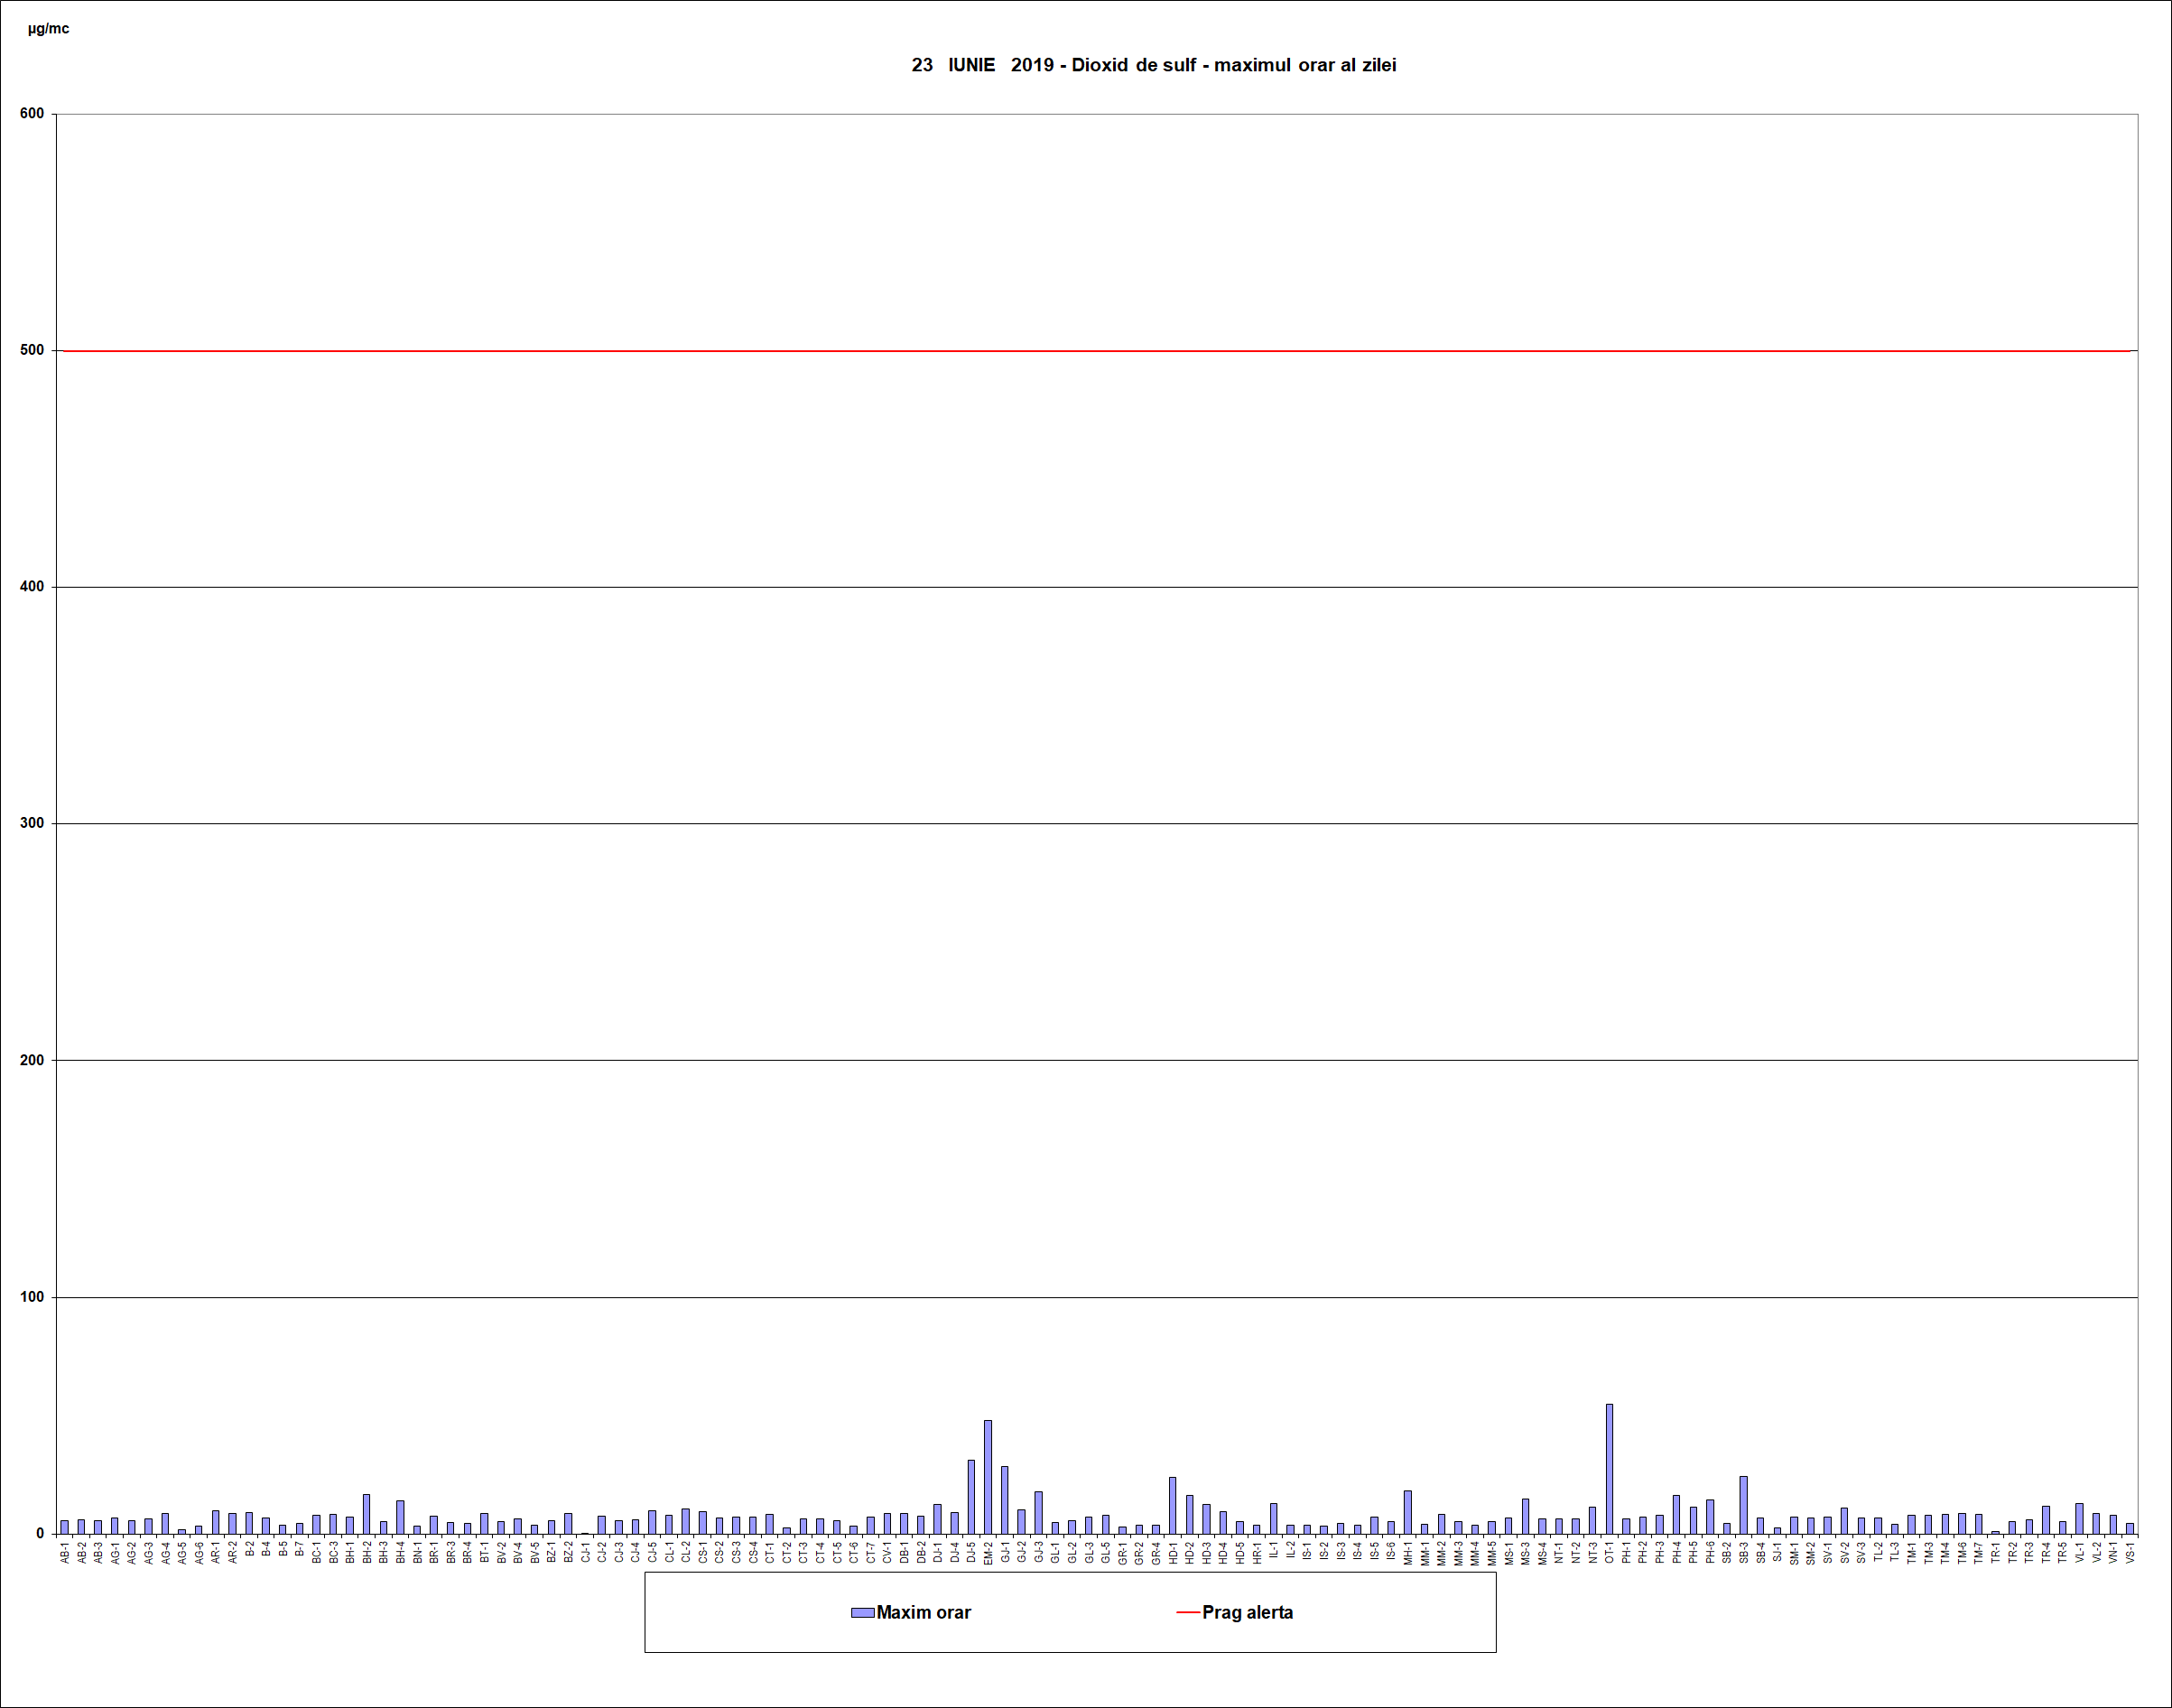 µg/mc
23 IUNIE 2019 - Dioxid de sulf - maximul orar al zilei
600
500
400
300
200
100
0
AB-1 AB-2 AB-3 AG-1 AG-2 AG-3 AG-4 AG-5 AG-6 AR-1 AR-2 B-2 B-4 B-5 B-7 BC-1 BC-3 BH-1 BH-2 BH-3 BH-4 BN-1 BR-1 BR-3 BR-4 BT-1 BV-2 BV-4 BV-5 BZ-1 BZ-2 CJ-1 CJ-2 CJ-3 CJ-4 CJ-5 CL-1 CL-2 CS-1 CS-2 CS-3 CS-4 CT-1 CT-2 CT-3 CT-4 CT-5 CT-6 CT-7 CV-1 DB-1 DB-2 DJ-1 DJ-4 DJ-5 EM-2 GJ-1 GJ-2 GJ-3 GL-1 GL-2 GL-3 GL-5 GR-1 GR-2 GR-4 HD-1 HD-2 HD-3 HD-4 HD-5 HR-1 IL-1 IL-2 IS-1 IS-2 IS-3 IS-4 IS-5 IS-6 MH-1 MM-1 MM-2 MM-3 MM-4 MM-5 MS-1 MS-3 MS-4 NT-1 NT-2 NT-3 OT-1 PH-1 PH-2 PH-3 PH-4 PH-5 PH-6 SB-2 SB-3 SB-4 SJ-1 SM-1 SM-2 SV-1 SV-2 SV-3 TL-2 TL-3 TM-1 TM-3 TM-4 TM-6 TM-7 TR-1 TR-2 TR-3 TR-4 TR-5 VL-1 VL-2 VN-1 VS-1
Maxim orar Prag alerta